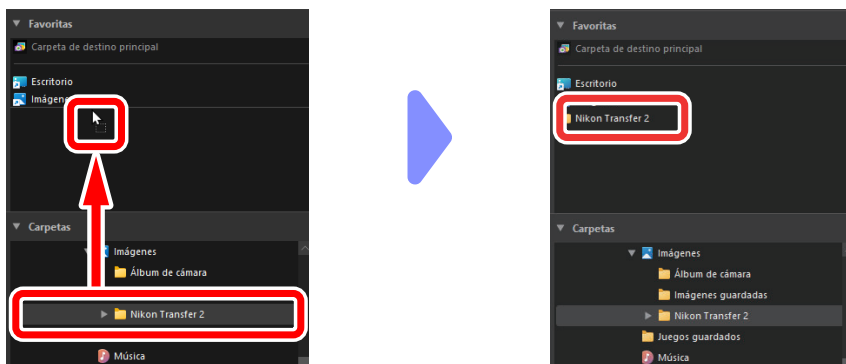 Favoritas
Carpeta de destino principal
Escritorio
Imágen
Carpetas
Imágenes
Álbum de cámara
Nikon Transfer 2
Música
Favoritas
Carpeta de destino principal
Escritorio
Nikon Transfer 2
Carpetas
Imágenes
Álbum de cámara
Imágenes guardadas
Nikon Transfer 2
Juegos guardados
Música